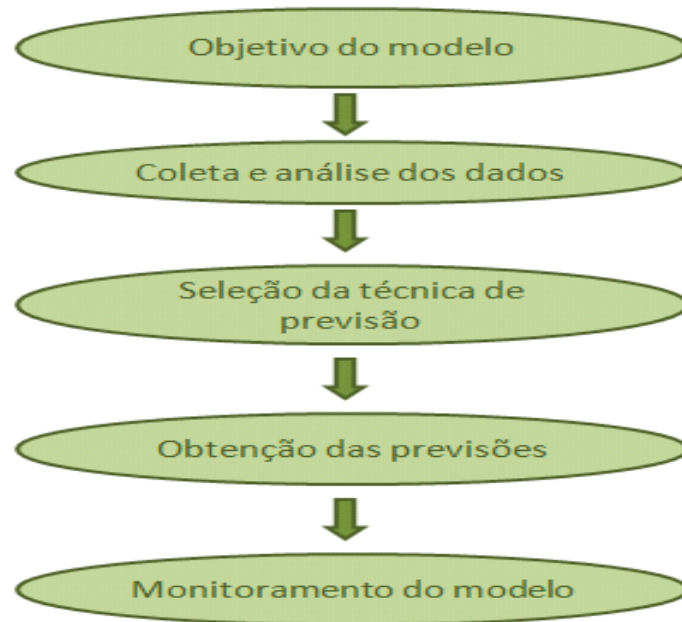 Objetivo do modelo
Coleta e análise dos dados
Seleção da técnica de
previsão
Obtenção das previsões
Monitoramento do modelo